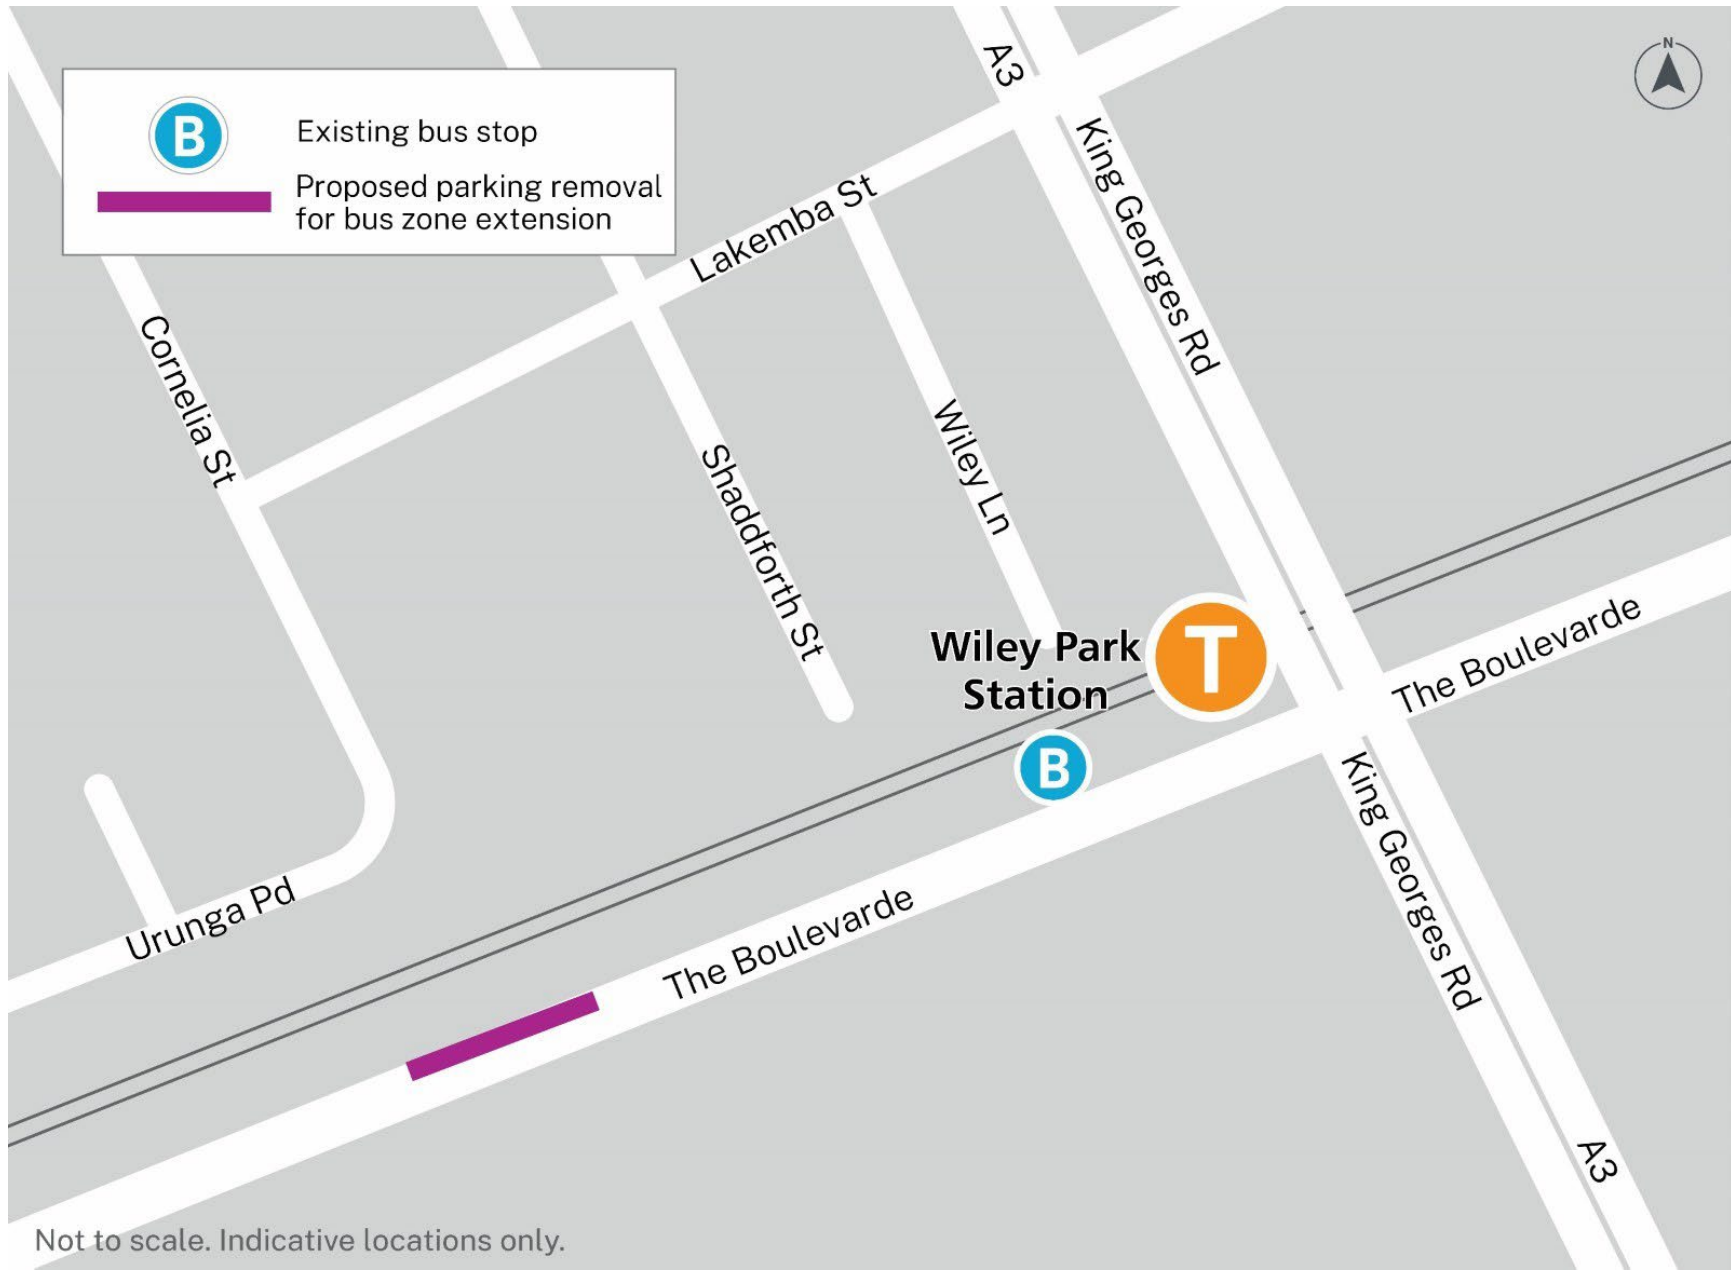 A3
N
B
Existing bus stop
Proposed parking removal
for bus zone extension
King Georges Rd
Lakemba St
Cornelia St
Wiley Ln
Shaddforth St
Wiley Park
Station
T
The Boulevarde
B
King Georges Rd
Urunga Pd
The Boulevarde
A3
Not to scale. Indicative locations only.